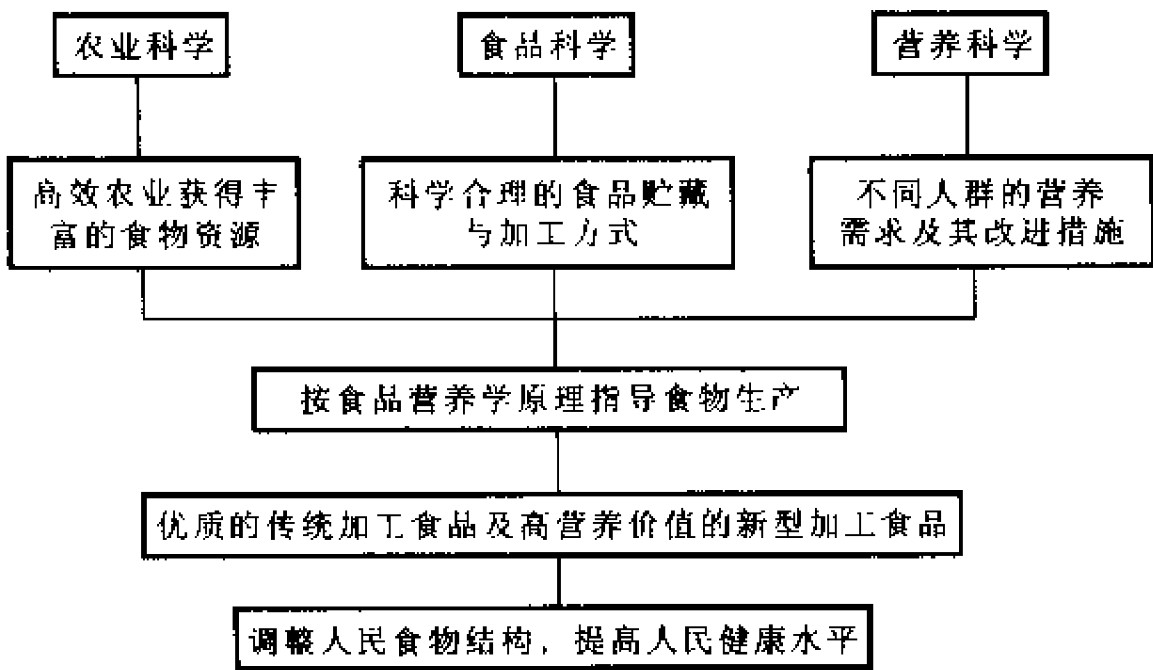 农业科学
食品科学
营养科学
高效农业获得丰
富的食物资源
科学合理的食品贮藏
与加工方式
不同人群的营养
需求及其改进措施
按食品营养学原理指导食物生产
优质的传统加工食品及高营养价值的新型加工食品
调整人民食物结构，提高人民健康水平